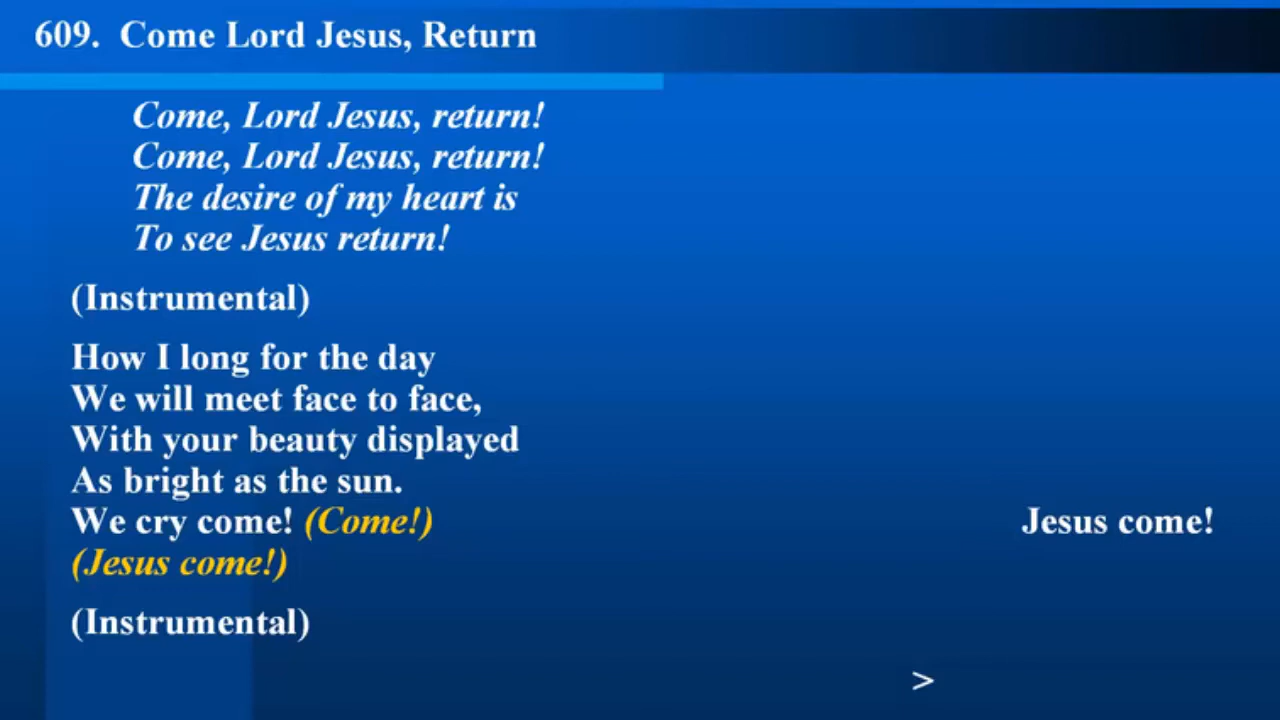 609. Come Lord Jesus, Return
Come, Lord Jesus, return!
Come, Lord Jesus, return!
The desire of my heart is
To see Jesus return!
(Instrumental)
How I long for the day
We will meet face to face,
With your beauty displayed
As bright as the sun.
We cry come! (Come!) Jesus come!
(Jesus come!)
(Instrumental)
>